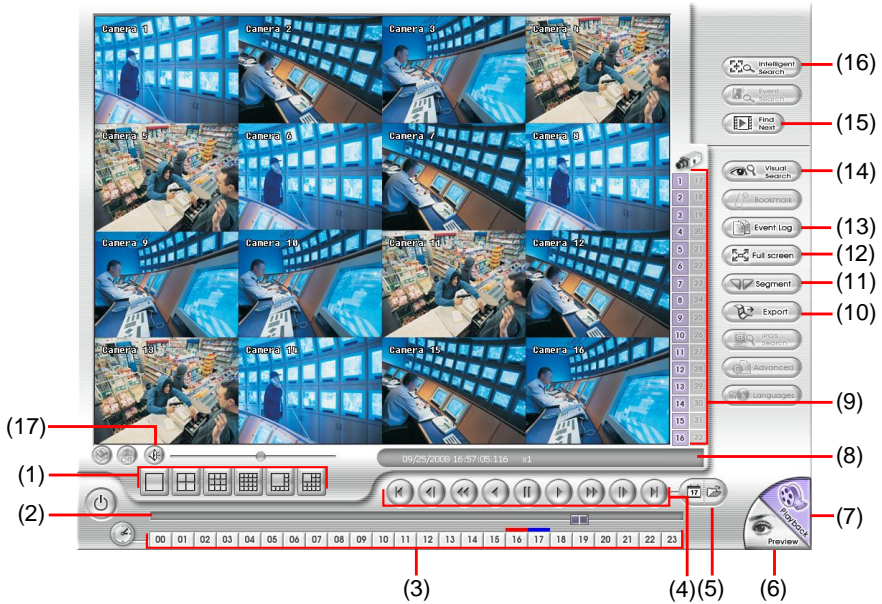 Camera 1
Camera 2
Camera 3
Camera 4
Camera 5
Camera 6
Camera 7
Camera 8
Camera 9
Camera 10
Camera 11
Camera 12
Camera 13
Camera 14
Camera 15
Camera 16
Intelligent
Search
(16)
Event
Search
Find
Next
(15)
Visual
Search
(14)
Bookmark
Event Log
(13)
Full screen
(12)
Segment
(11)
Export
(10)
iPOS
Search
Advanced
Languages
1 17
2 18
3 19
4 20
5 21
6 22
7 23
8 24
9 25
10 26
11 27
12 28
13 29
14 30
15 31
16 32
(9)
(17)
09/25/2008 16:57:05.116 x1
(8)
(1)
17
(2)
Playback
Preview
(7)
00 01 02 03 04 05 06 07 08 09 10 11 12 13 14 15 16 17 18 19 20 21 22 23
(3)
(4)
(5)
(6)